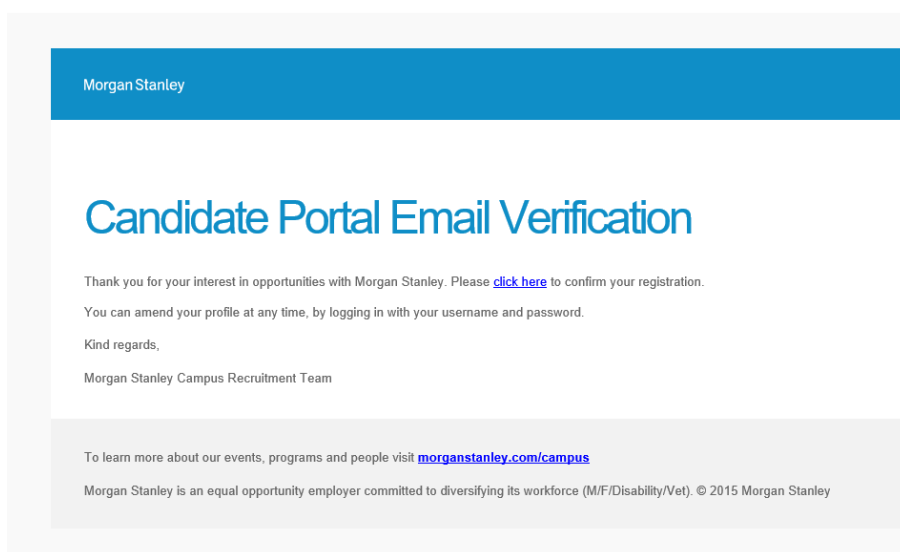 Morgan Stanley
Candidate Portal Email Verification
Thank you for your interest in opportunities with Morgan Stanley. Please click here to confirm your registration.
You can amend your profile at any time, by logging in with your username and password.
Kind regards,
Morgan Stanley Campus Recruitment Team
To learn more about our events, programs and people visit morganstanley.com/campus
Morgan Stanley is an equal opportunity employer committed to diversifying its workforce (M/F/Disability/Vet). © 2015 Morgan Stanley